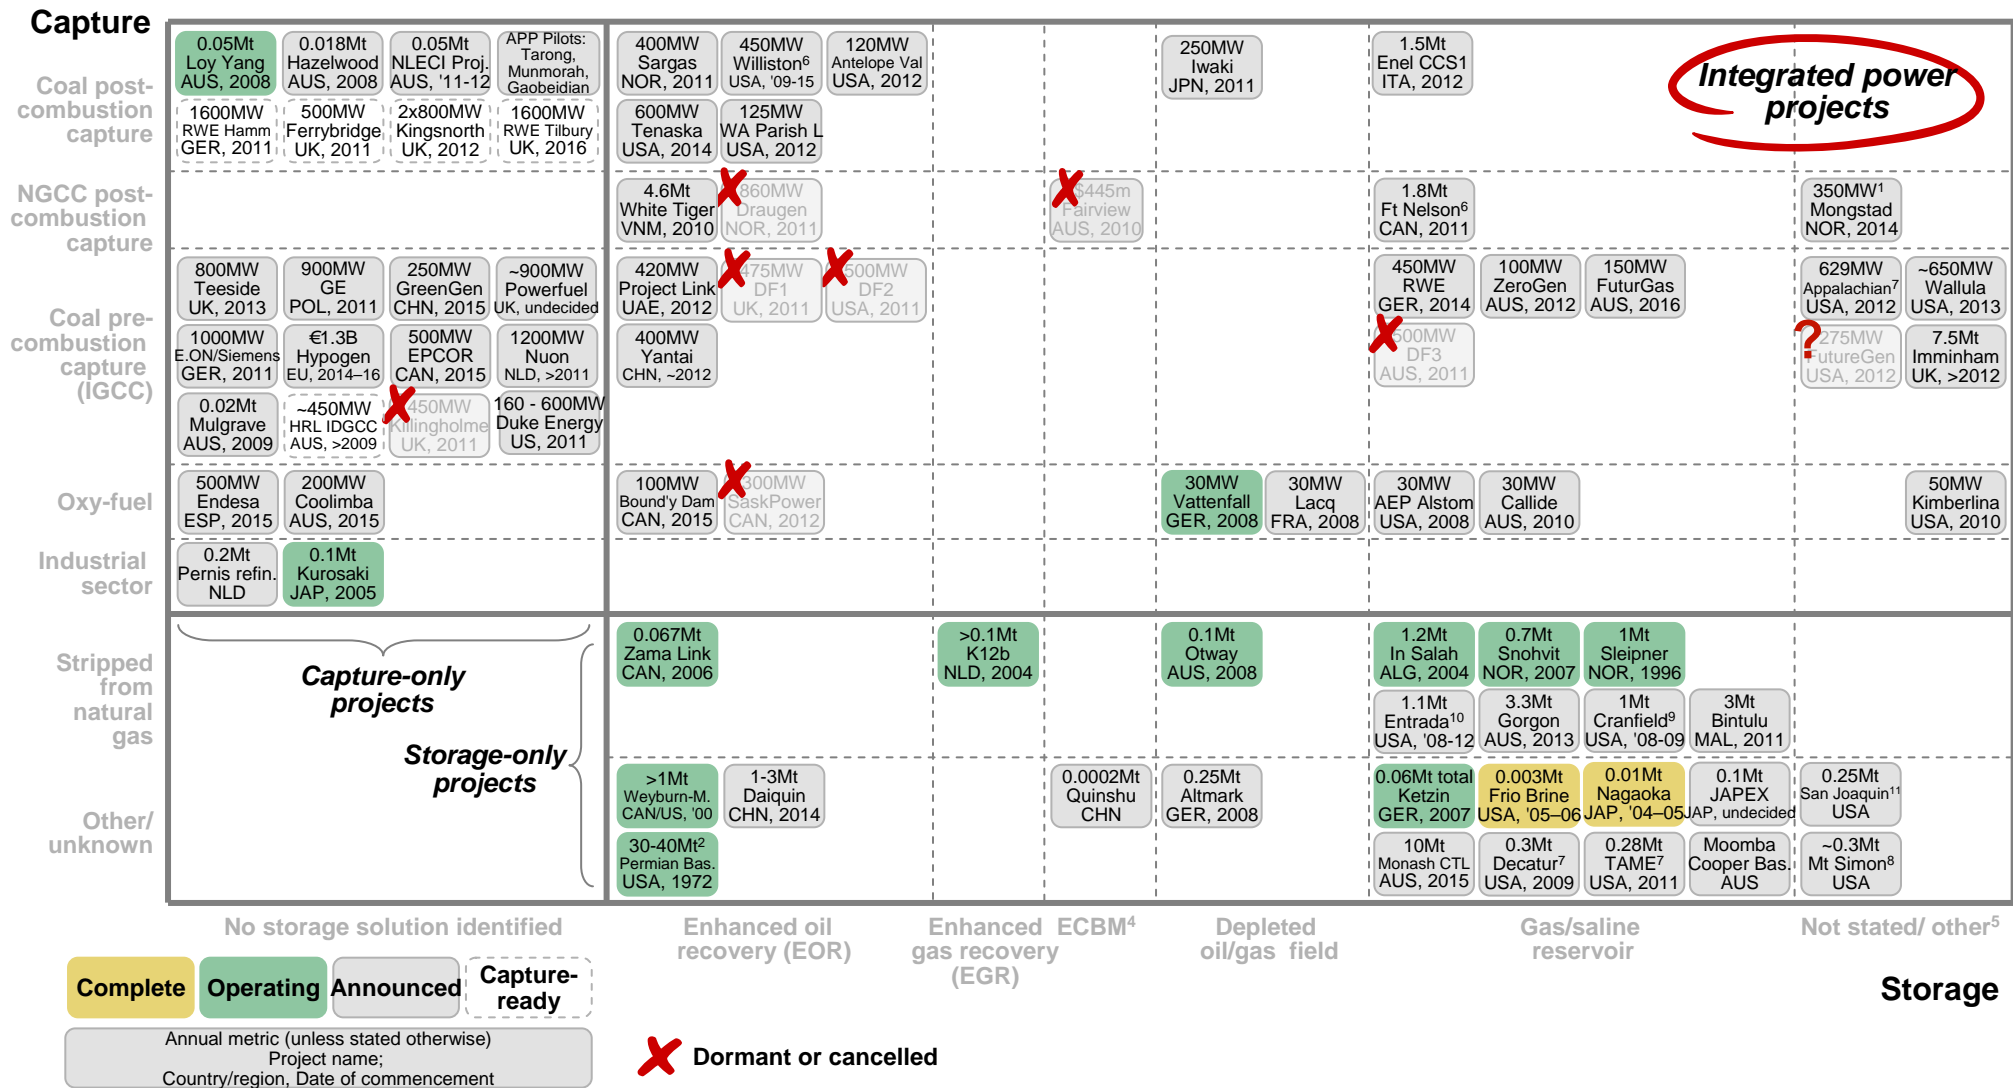 Capture
Coal post-
combustion
capture
0.05Mt
Loy Yang
AUS, 2008
0.018Mt
Hazelwood
AUS, 2008
0.05Mt
NLECI Proj.
AUS, '11-12
APP Pilots:
Tarong,
Munmorah,
Gaobeidian
400MW
Sargas
NOR, 2011
450MW
Williston⁶
USA, '09-15
120MW
Antelope Val
USA, 2012
250MW
Iwaki
JPN, 2011
1.5Mt
Enel CCS1
ITA, 2012
Integrated power
projects
1600MW
RWE Hamm
GER, 2011
500MW
Ferrybridge
UK, 2011
2x800MW
Kingsnorth
UK, 2012
1600MW
RWE Tilbury
UK, 2016
600MW
Tenaska
USA, 2014
125MW
WA Parish L
USA, 2012
NGCC post-
combustion
capture
4.6Mt
White Tiger
VNM, 2010
860MW
Draugen
NOR, 2011
$445m
Fairview
AUS, 2010
1.8Mt
Ft Nelson⁶
CAN, 2011
350MW¹
Mongstad
NOR, 2014
Coal pre-
combustion
capture
(IGCC)
800MW
Teeside
UK, 2013
900MW
GE
POL, 2011
250MW
GreenGen
CHN, 2015
~900MW
Powerfuel
UK, undecided
420MW
Project Link
UAE, 2012
475MW
DF1
UK, 2011
500MW
DF2
USA, 2011
450MW
RWE
GER, 2014
100MW
ZeroGen
AUS, 2012
150MW
FuturGas
AUS, 2016
629MW
Appalachian⁷
USA, 2012
~650MW
Wallula
USA, 2013
1000MW
E.ON/Siemens
GER, 2011
€1.3B
Hypogen
EU, 2014–16
500MW
EPCOR
CAN, 2015
1200MW
Nuon
NLD, >2011
400MW
Yantai
CHN, ~2012
500MW
DF3
AUS, 2011
?
275MW
FutureGen
USA, 2012
7.5Mt
Imminham
UK, >2012
0.02Mt
Mulgrave
AUS, 2009
~450MW
HRL IDGCC
AUS, >2009
450MW
Killingholme
UK, 2011
160 - 600MW
Duke Energy
US, 2011
Oxy-fuel
500MW
Endesa
ESP, 2015
200MW
Coolimba
AUS, 2015
100MW
Bound'y Dam
CAN, 2015
300MW
SaskPower
CAN, 2012
30MW
Vattenfall
GER, 2008
30MW
Lacq
FRA, 2008
30MW
AEP Alstom
USA, 2008
30MW
Callide
AUS, 2010
50MW
Kimberlina
USA, 2010
Industrial
sector
0.2Mt
Pernis refin.
NLD
0.1Mt
Kurosaki
JAP, 2005
Stripped
from
natural
gas
Capture-only
projects
Storage-only
projects
0.067Mt
Zama Link
CAN, 2006
>0.1Mt
K12b
NLD, 2004
0.1Mt
Otway
AUS, 2008
1.2Mt
In Salah
ALG, 2004
0.7Mt
Snohvit
NOR, 2007
1Mt
Sleipner
NOR, 1996
1.1Mt
Entrada¹⁰
USA, '08-12
3.3Mt
Gorgon
AUS, 2013
1Mt
Cranfield⁹
USA, '08-09
3Mt
Bintulu
MAL, 2011
Other/
unknown
>1Mt
Weyburn-M.
CAN/US, '00
1-3Mt
Daiquin
CHN, 2014
0.0002Mt
Quinshu
CHN
0.25Mt
Altmark
GER, 2008
0.06Mt total
Ketzin
GER, 2007
0.003Mt
Frio Brine
USA, '05–06
0.01Mt
Nagaoka
JAP, '04–05
0.1Mt
JAPEX
JAP, undecided
0.25Mt
San Joaquin¹¹
USA
30-40Mt²
Permian Bas.
USA, 1972
10Mt
Monash CTL
AUS, 2015
0.3Mt
Decatur⁷
USA, 2009
0.28Mt
TAME⁷
USA, 2011
Moomba
Cooper Bas.
AUS
~0.3Mt
Mt Simon⁸
USA
No storage solution identified
Enhanced oil
recovery (EOR)
Enhanced
gas recovery
(EGR)
ECBM⁴
Depleted
oil/gas field
Gas/saline
reservoir
Not stated/ other⁵
Storage
Complete
Operating
Announced
Capture-
ready
Annual metric (unless stated otherwise)
Project name;
Country/region, Date of commencement
Dormant or cancelled